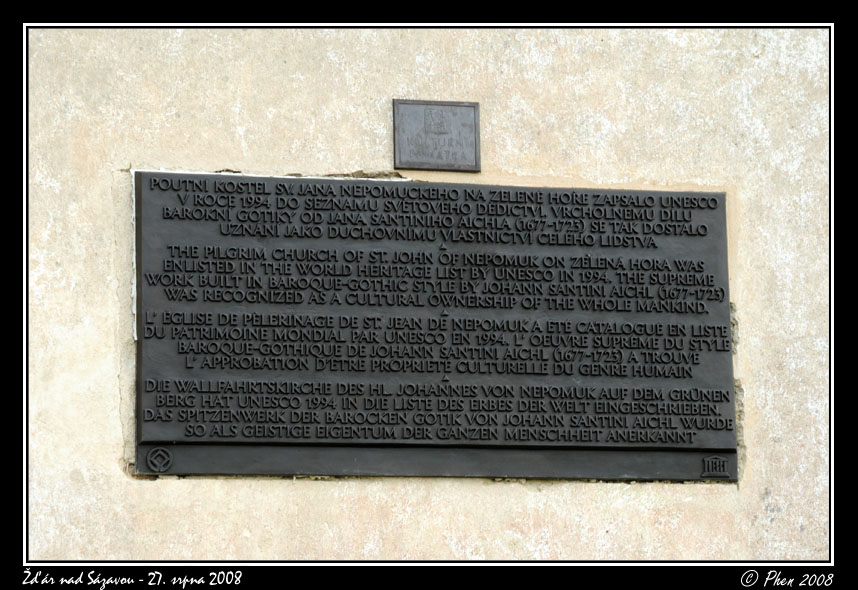 KULTURNÍ
PAMÁTKA
POUTNÍ KOSTEL SV. JANA NEPOMUCKÉHO NA ZELENÉ HOŘE ZAPSALO UNESCO
V ROCE 1994 DO SEZNAMU SVĚTOVÉHO DĚDICTVÍ. VRCHOLNÉMU DÍLU
BAROKNÍ GOTIKY OD JANA SANTINIHO AICHLA (1677-1723) SE TAK DOSTALO
UZNÁNÍ JAKO DUCHOVNÍMU VLASTNICTVÍ CELÉHO LIDSTVA
THE PILGRIM CHURCH OF ST. JOHN OF NEPOMUK ON ZELENÁ HORA WAS
ENLISTED IN THE WORLD HERITAGE LIST BY UNESCO IN 1994. THE SUPREME
WORK BUILT IN BAROQUE-GOTHIC STYLE BY JOHANN SANTINI AICHL (1677-1723)
WAS RECOGNIZED AS A CULTURAL OWNERSHIP OF THE WHOLE MANKIND.
L' ÉGLISE DE PÈLERINAGE DE ST. JEAN DE NEPOMUK A ÉTÉ CATALOGUÉ EN LISTE
DU PATRIMOINE MONDIAL PAR UNESCO EN 1994. L' OEUVRE SUPRÊME DU STYLE
BAROQUE-GOTHIQUE DE JOHANN SANTINI AICHL (1677-1723) A TROUVÉ
L' APPROBATION D'ÊTRE PROPRIÉTÉ CULTURELLE DU GENRE HUMAIN
DIE WALLFAHRTSKIRCHE DES HL. JOHANNES VON NEPOMUK AUF DEM GRÜNEN
BERG HAT UNESCO 1994 IN DIE LISTE DES ERBES DER WELT EINGESCHRIEBEN.
DAS SPITZENWERK DER BAROCKEN GOTIK VON JOHANN SANTINI AICHL WURDE
SO ALS GEISTIGE EIGENTUM DER GANZEN MENSCHHEIT ANERKANNT
Žďár nad Sázavou - 27. srpna 2008
© Phen 2008